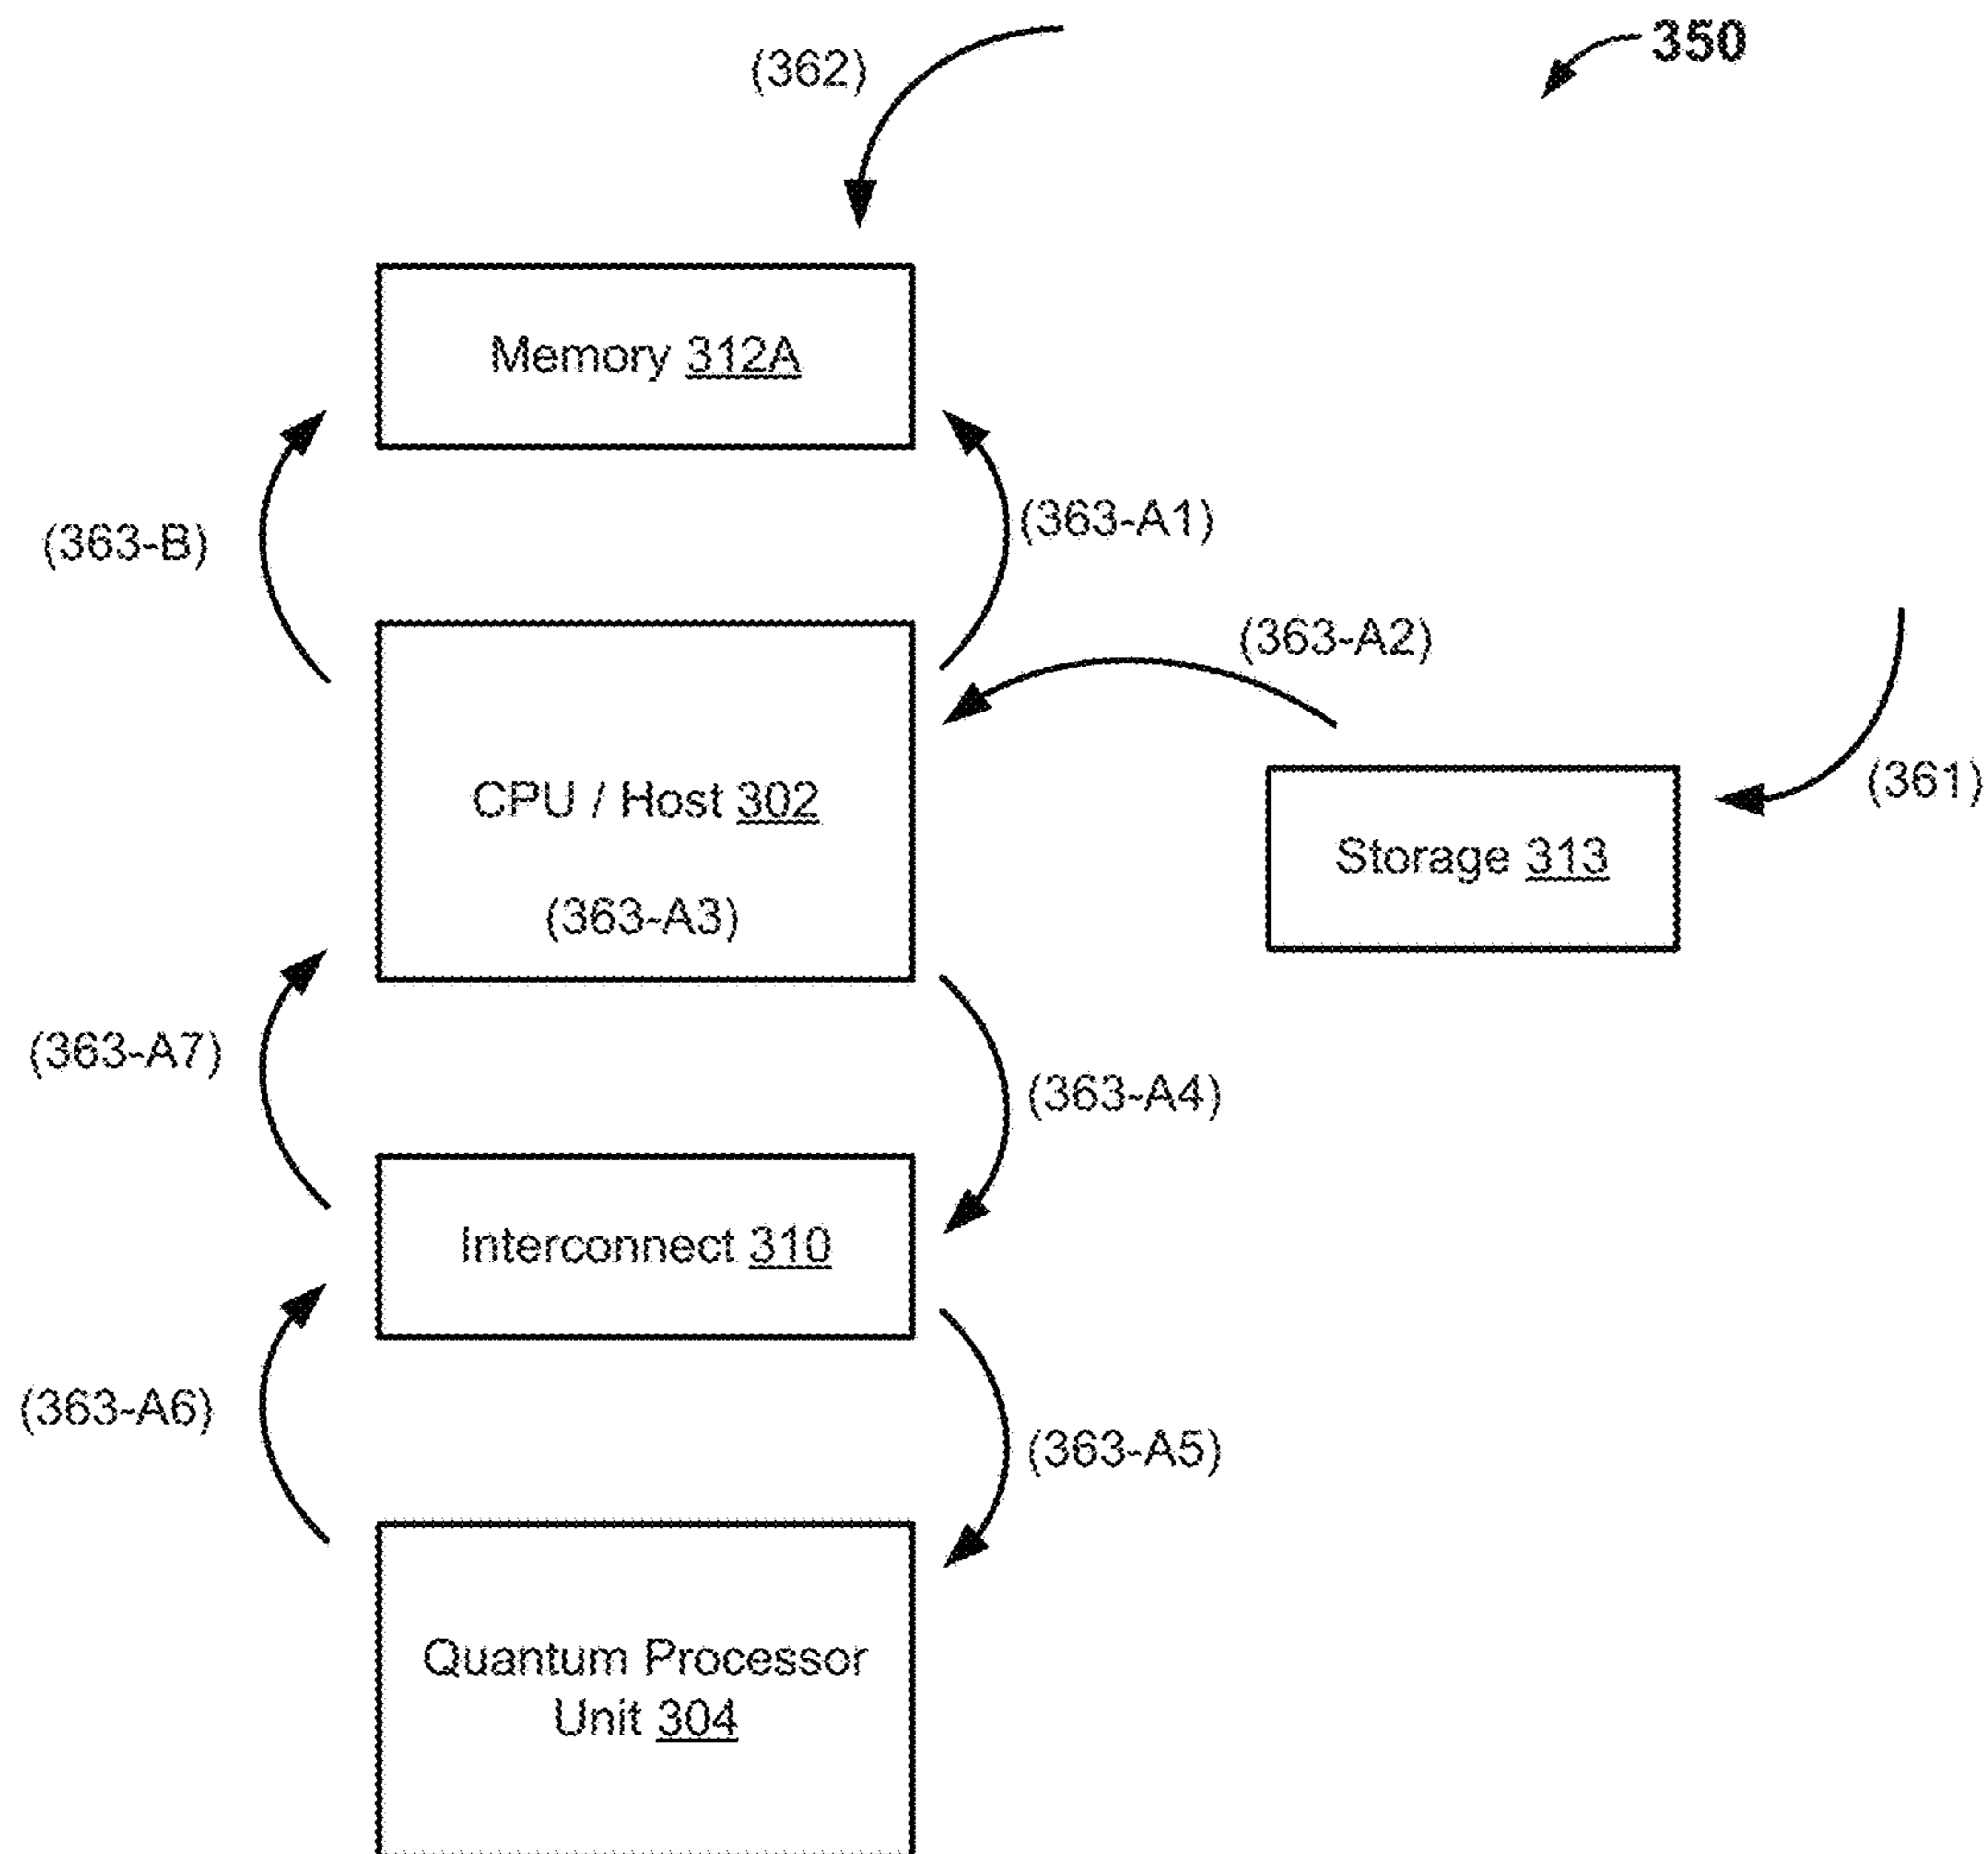 350
(362)
Memory 312A
(363-B)
(363-A1)
(363-A2)
(361)
CPU / Host 302
(363-A3)
Storage 313
(363-A7)
(363-A4)
Interconnect 310
(363-A6)
(363-A5)
Quantum Processor
Unit 304